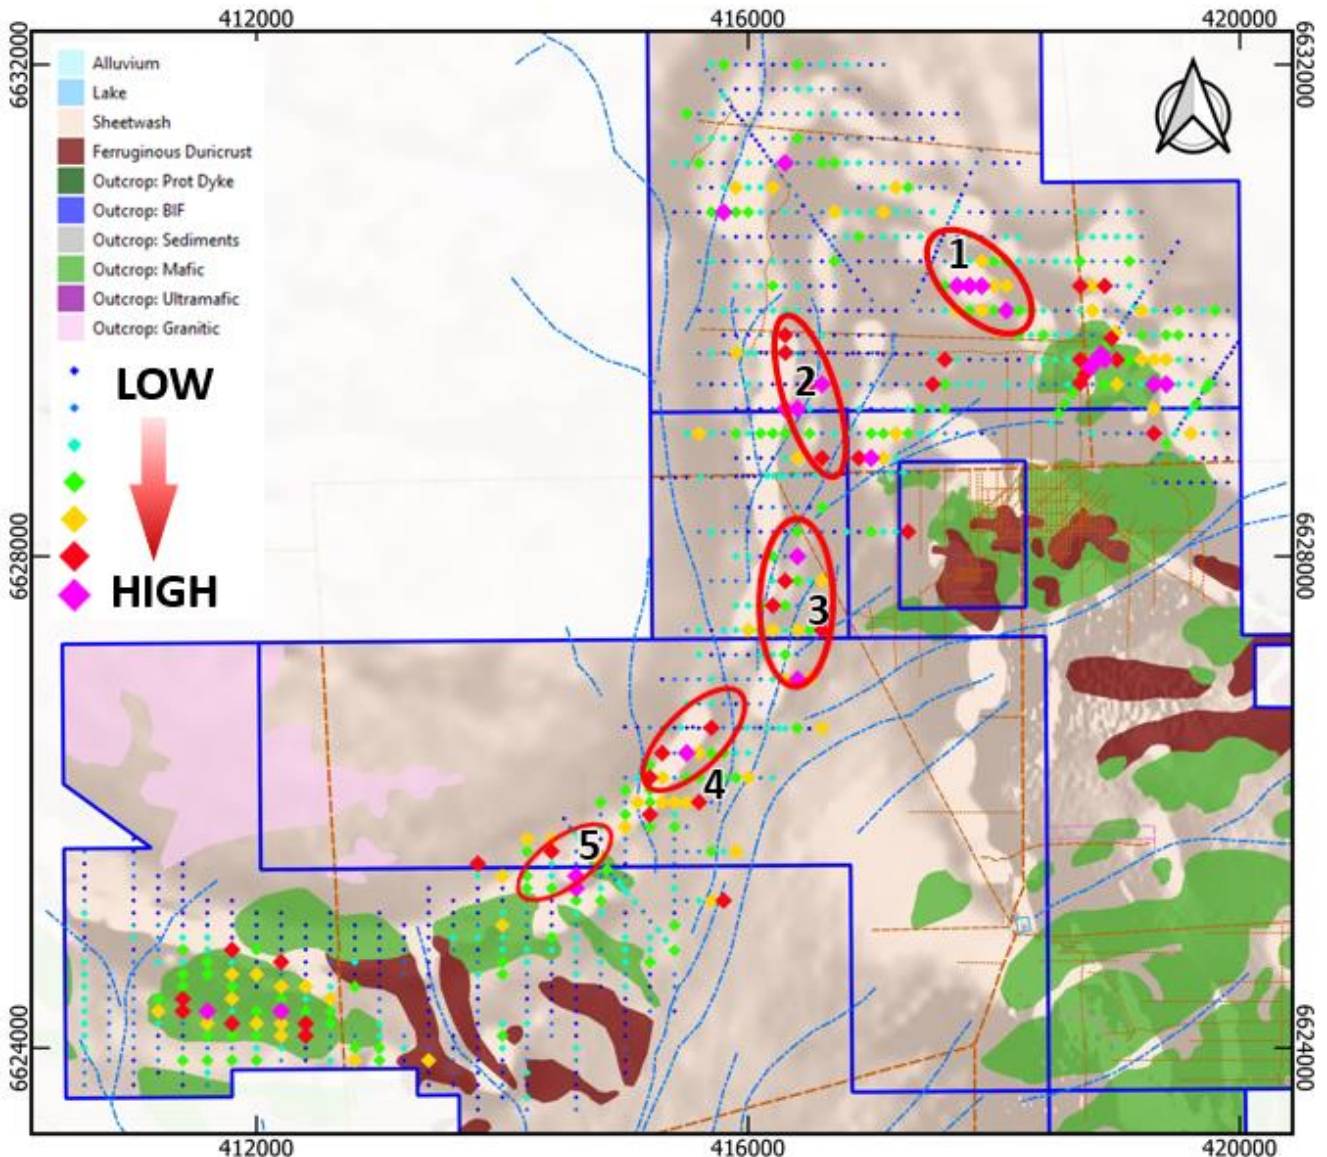 412000
416000
420000
6632000
6632000
Alluvium
Lake
Sheetwash
Ferruginous Duricrust
Outcrop: Prot Dyke
Outcrop: BIF
Outcrop: Sediments
Outcrop: Mafic
Outcrop: Ultramafic
Outcrop: Granitic
LOW
HIGH
1
2
3
4
5
6628000
6628000
6624000
6624000
412000
416000
420000